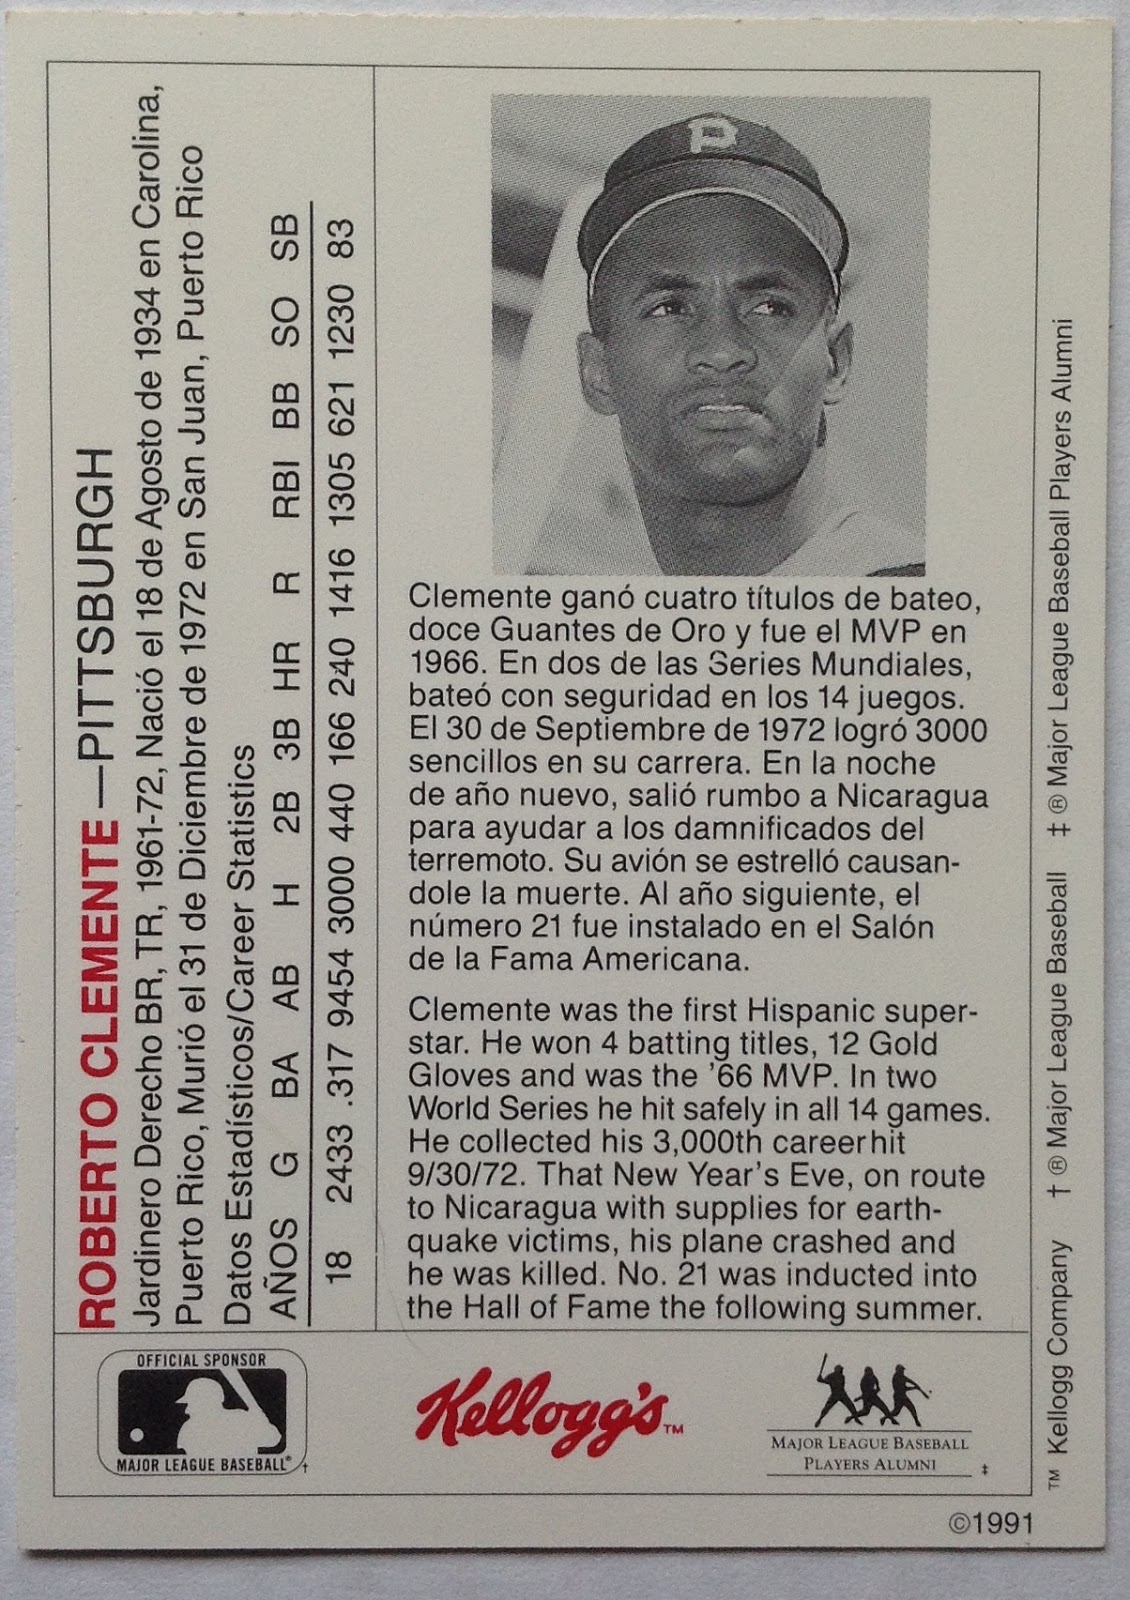 ROBERTO CLEMENTE—PITTSBURGH
Jardinero Derecho BR, TR, 1961-72, Nació el 18 de Agosto de 1934 en Carolina,
Puerto Rico, Murió el 31 de Diciembre de 1972 en San Juan, Puerto Rico
Datos Estadísticos/Career Statistics
AÑOS G BA AB H 2B 3B HR R RBI BB SO SB
18 2433 .317 9454 3000 440 166 240 1416 1305 621 1230 83
P
Clemente ganó cuatro títulos de bateo,
doce Guantes de Oro y fue el MVP en
1966. En dos de las Series Mundiales,
bateó con seguridad en los 14 juegos.
El 30 de Septiembre de 1972 logró 3000
sencillos en su carrera. En la noche
de año nuevo, salió rumbo a Nicaragua
para ayudar a los damnificados del
terremoto. Su avión se estrelló causan-
dole la muerte. Al año siguiente, el
número 21 fue instalado en el Salón
de la Fama Americana.
Clemente was the first Hispanic super-
star. He won 4 batting titles, 12 Gold
Gloves and was the '66 MVP. In two
World Series he hit safely in all 14 games.
He collected his 3,000th career hit
9/30/72. That New Year's Eve, on route
to Nicaragua with supplies for earth-
quake victims, his plane crashed and
he was killed. No. 21 was inducted into
the Hall of Fame the following summer.
OFFICIAL SPONSOR
MAJOR LEAGUE BASEBALL® †
Kellogg's™
MAJOR LEAGUE BASEBALL
PLAYERS ALUMNI ‡
™ Kellogg Company † ® Major League Baseball ‡ ® Major League Baseball Players Alumni
©1991